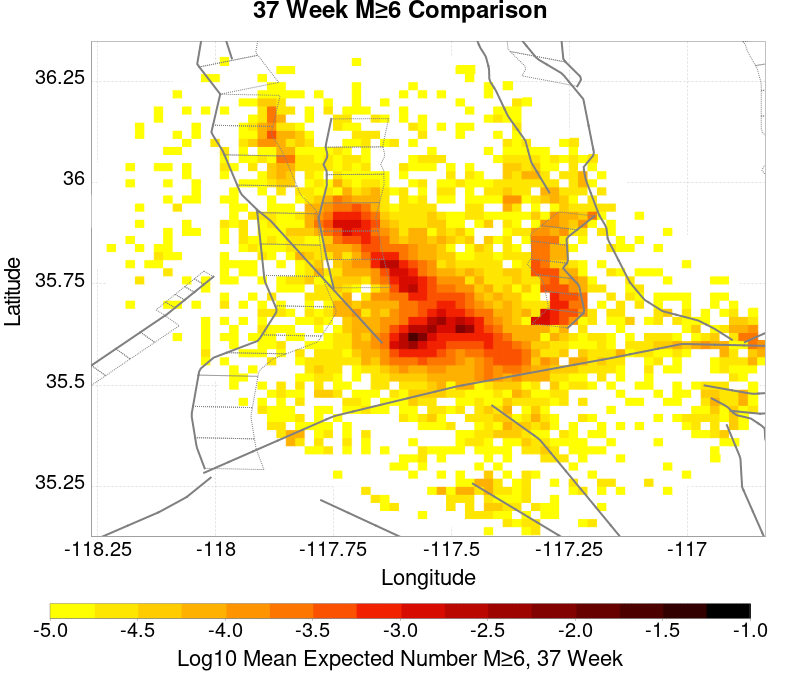 37 Week M≥6 Comparison
36.25
36
35.75
35.5
35.25
Latitude
-118.25 -118 -117.75 -117.5 -117.25 -117
Longitude
-5.0 -4.5 -4.0 -3.5 -3.0 -2.5 -2.0 -1.5 -1.0
Log10 Mean Expected Number M≥6, 37 Week